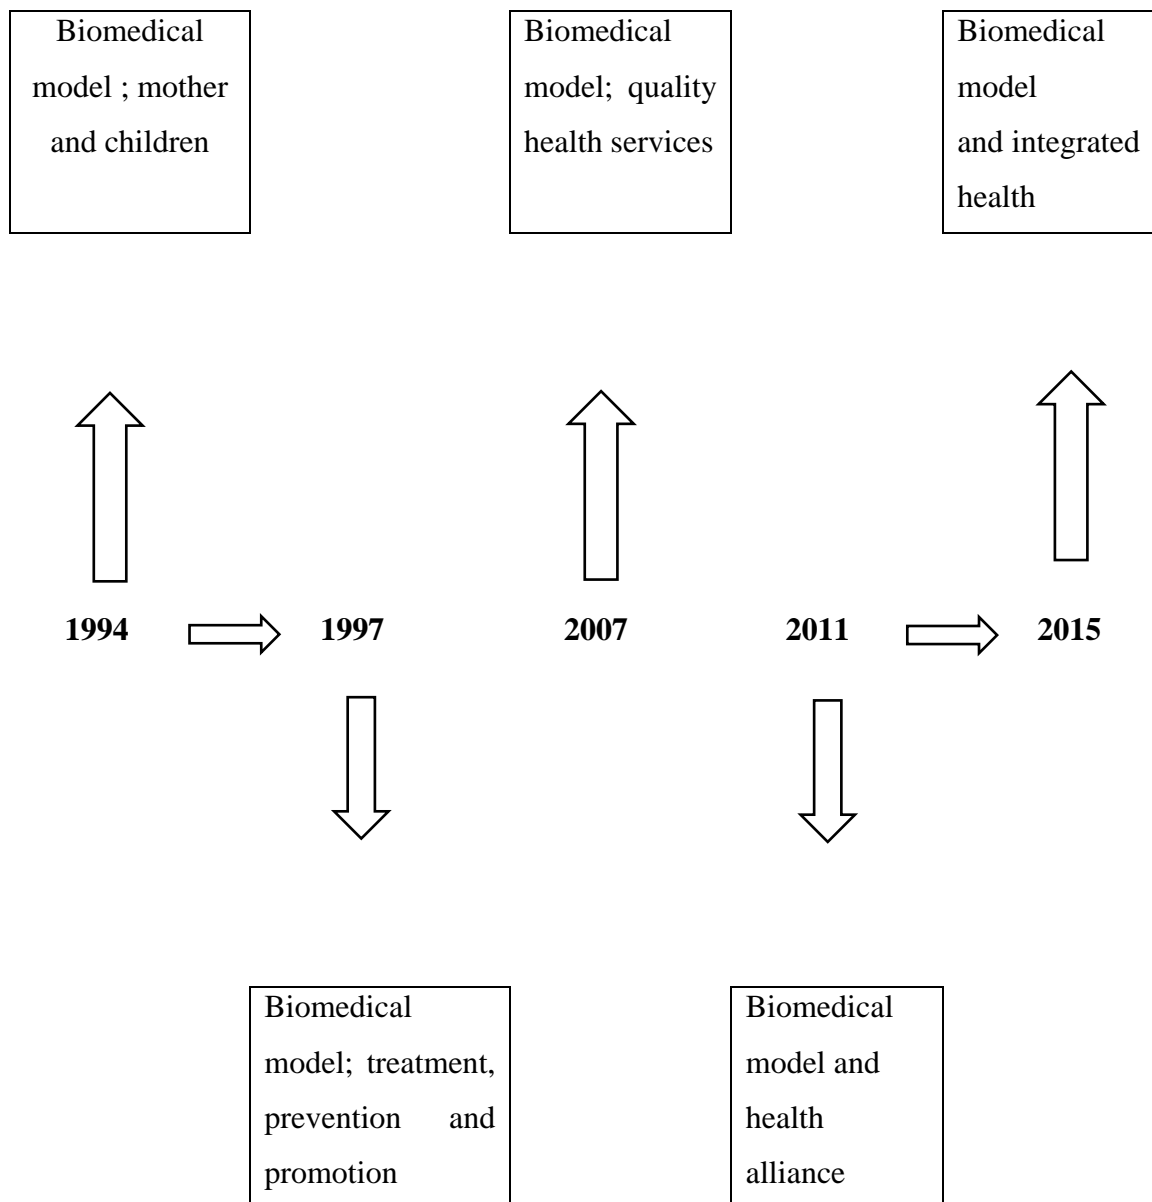 Biomedical
model ; mother
and children
Biomedical
model; quality
health services
Biomedical
model
and integrated
health
1994
1997
2007
2011
2015
Biomedical
model; treatment,
prevention and
promotion
Biomedical
model and
health
alliance